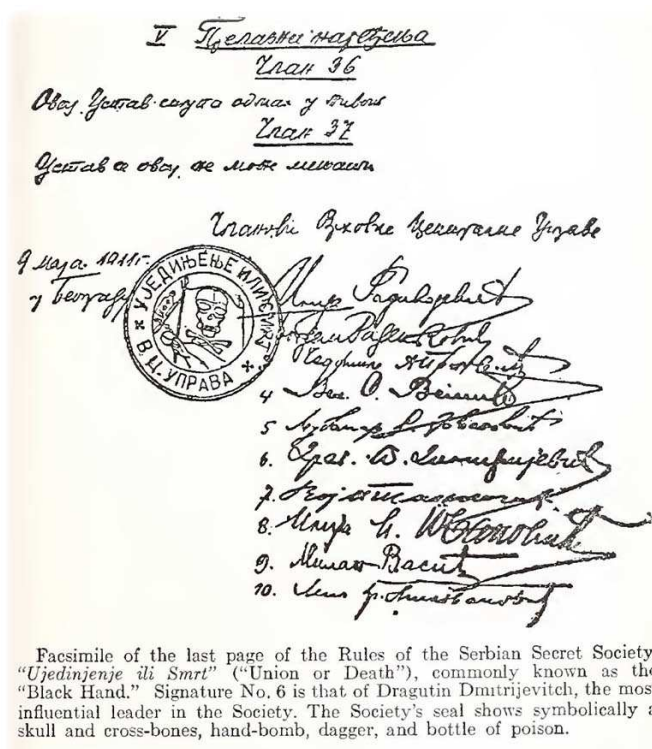 V Прелазна наређења
Члан 36
Овај Устав ступа одмах у живот
Члан 37
Устав се овај не може мењати
Чланови Врховне Централне Управе
9 маја 1911 г.
у Београду
УЈЕДИЊЕЊЕ ИЛИ СМРТ
В.Ц. УПРАВА
Илија Радивојевић
4
5
6. Драг. Т. Димитријевић
7.
8. Илија М. Јовановић
9. Милан Васић
10.
Facsimile of the last page of the Rules of the Serbian Secret Society
"Ujedinjenje ili Smrt" ("Union or Death"), commonly known as the
"Black Hand." Signature No. 6 is that of Dragutin Dmitrijevitch, the mos
influential leader in the Society. The Society's seal shows symbolically a
skull and cross-bones, hand-bomb, dagger, and bottle of poison.